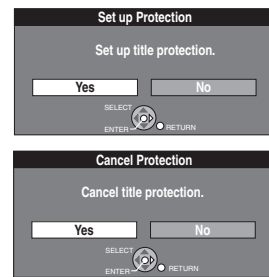 Set up Protection
Set up title protection.
Yes No
SELECT
ENTER RETURN
Cancel Protection
Cancel title protection.
Yes No
SELECT
ENTER RETURN